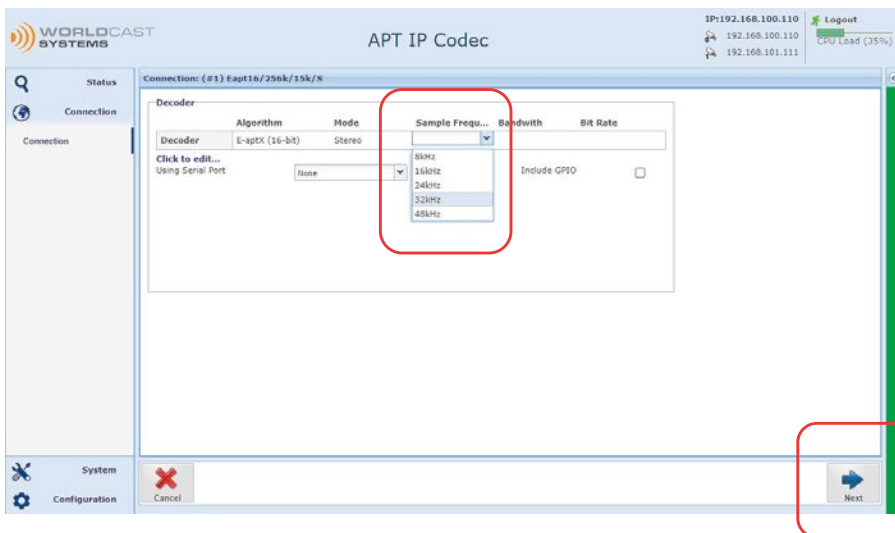 WORLDCAST
SYSTEMS
APT IP Codec
IP:192.168.100.110
192.168.100.110
192.168.101.111
Logout
CPU Load (35%)
Status
Connection
Connection
System
Configuration
Connection: (#1) Eapt16/256k/15k/S
Decoder
Algorithm Mode Sample Frequ... Bandwith Bit Rate
Decoder E-aptX (16-bit) Stereo
Click to edit...
Using Serial Port None Include GPIO
8kHz
16kHz
24kHz
32kHz
48kHz
Cancel
Next